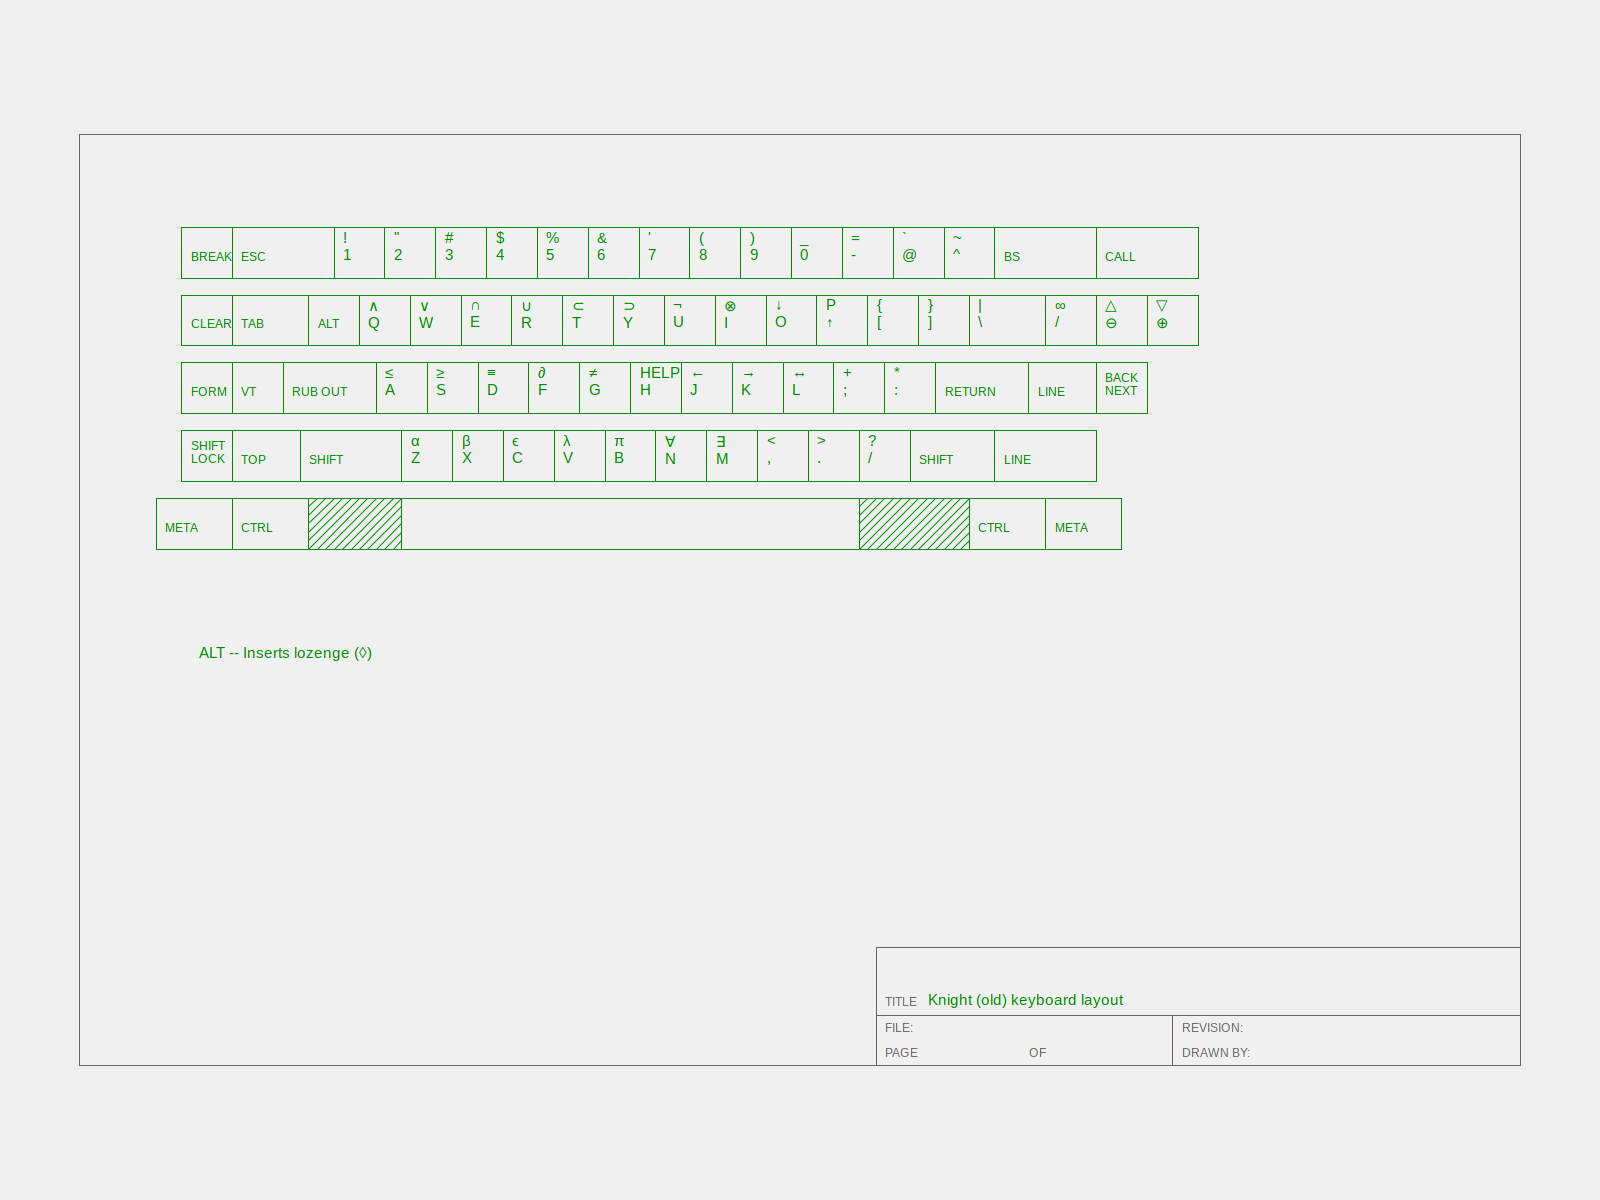 ! " # $ % & ' ( ) _ = ` ~
BREAK ESC 1 2 3 4 5 6 7 8 9 0 - @ ^ BS CALL
∧ ∨ ∩ ∪ ⊂ ⊃ ¬ ⊗ ↓ P { } | ∞ △ ▽
CLEAR TAB ALT Q W E R T Y U I O ↑ [ ] \ / ⊖ ⊕
≤ ≥ ≡ ∂ ≠ HELP ← → ↔ + * BACK
FORM VT RUB OUT A S D F G H J K L ; : RETURN LINE NEXT
SHIFT α β ϵ λ π ∀ ∃ < > ?
LOCK TOP SHIFT Z X C V B N M , . / SHIFT LINE
META CTRL CTRL META
ALT -- Inserts lozenge (◊)
TITLE Knight (old) keyboard layout
FILE: REVISION:
PAGE OF DRAWN BY: